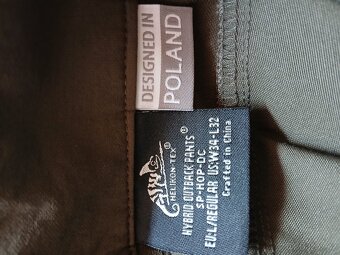 DESIGNED IN
POLAND
HELIKON-TEX®
HYBRID OUTBACK PANTS®
SP-HOP-DC
EU:L/REGULAR US:W34-L32
Crafted in China